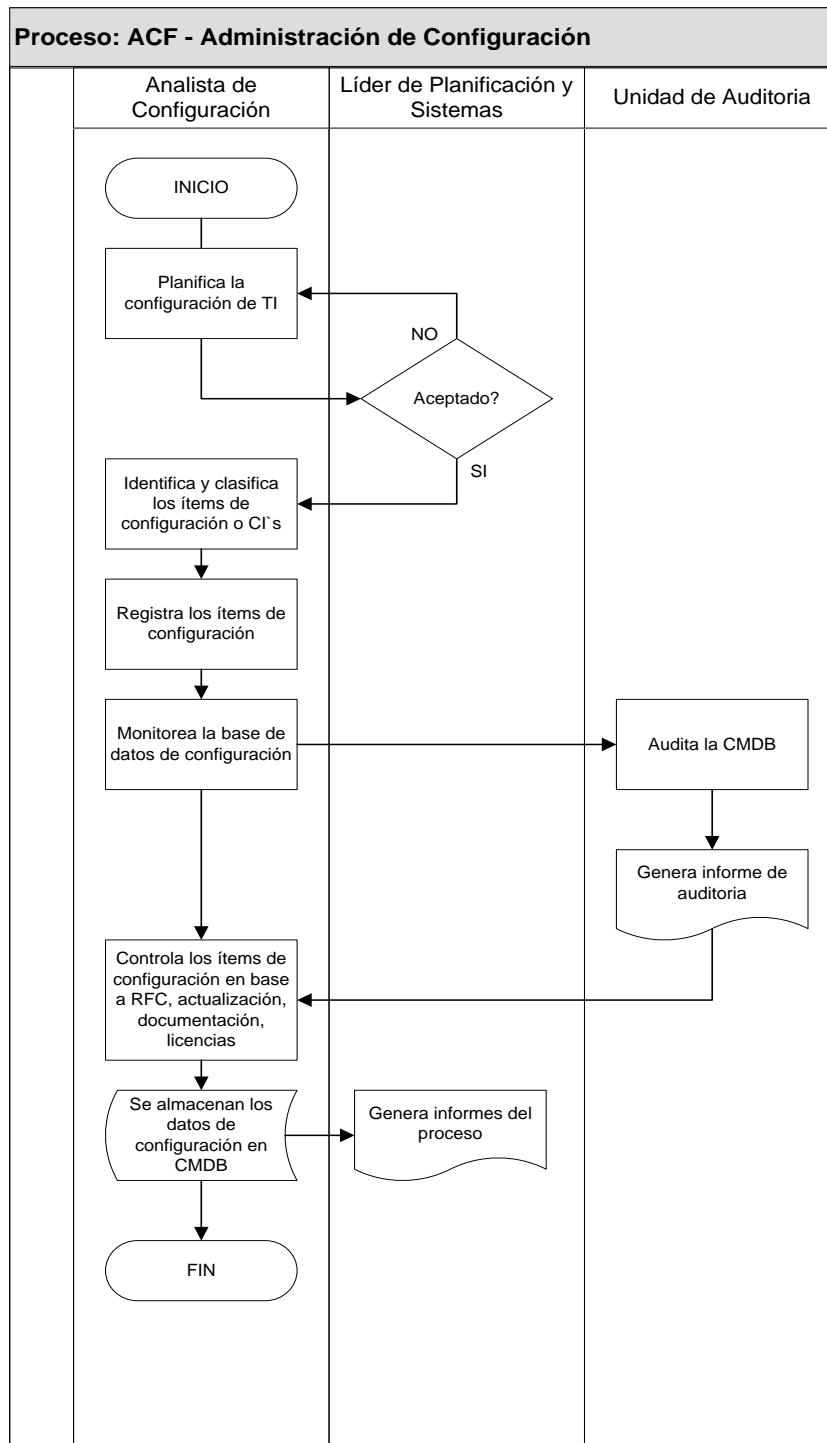 Proceso: ACF - Administración de Configuración
Analista de
Configuración
Líder de Planificación y
Sistemas
Unidad de Auditoria
INICIO
Planifica la
configuración de TI
NO
Aceptado?
SI
Identifica y clasifica
los ítems de
configuración o CI`s
Registra los ítems de
configuración
Monitorea la base de
datos de configuración
Audita la CMDB
Genera informe de
auditoria
Controla los ítems de
configuración en base
a RFC, actualización,
documentación,
licencias
Se almacenan los
datos de
configuración en
CMDB
Genera informes del
proceso
FIN